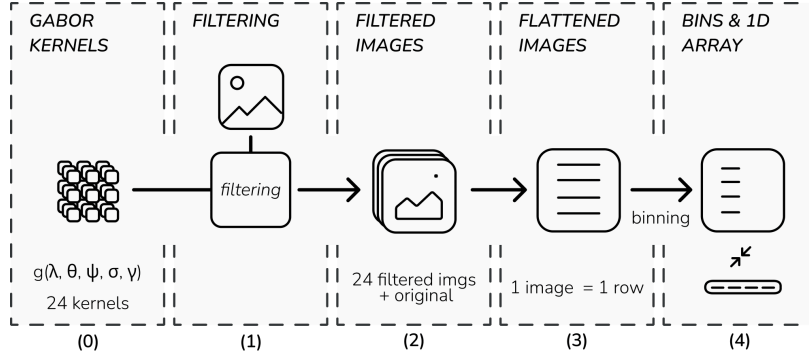 GABOR
KERNELS
FILTERING
FILTERED
IMAGES
FLATTENED
IMAGES
BINS & 1D
ARRAY
filtering
binning
g(λ, θ, ψ, σ, γ)
24 kernels
24 filtered imgs
+ original
1 image = 1 row
(0)
(1)
(2)
(3)
(4)